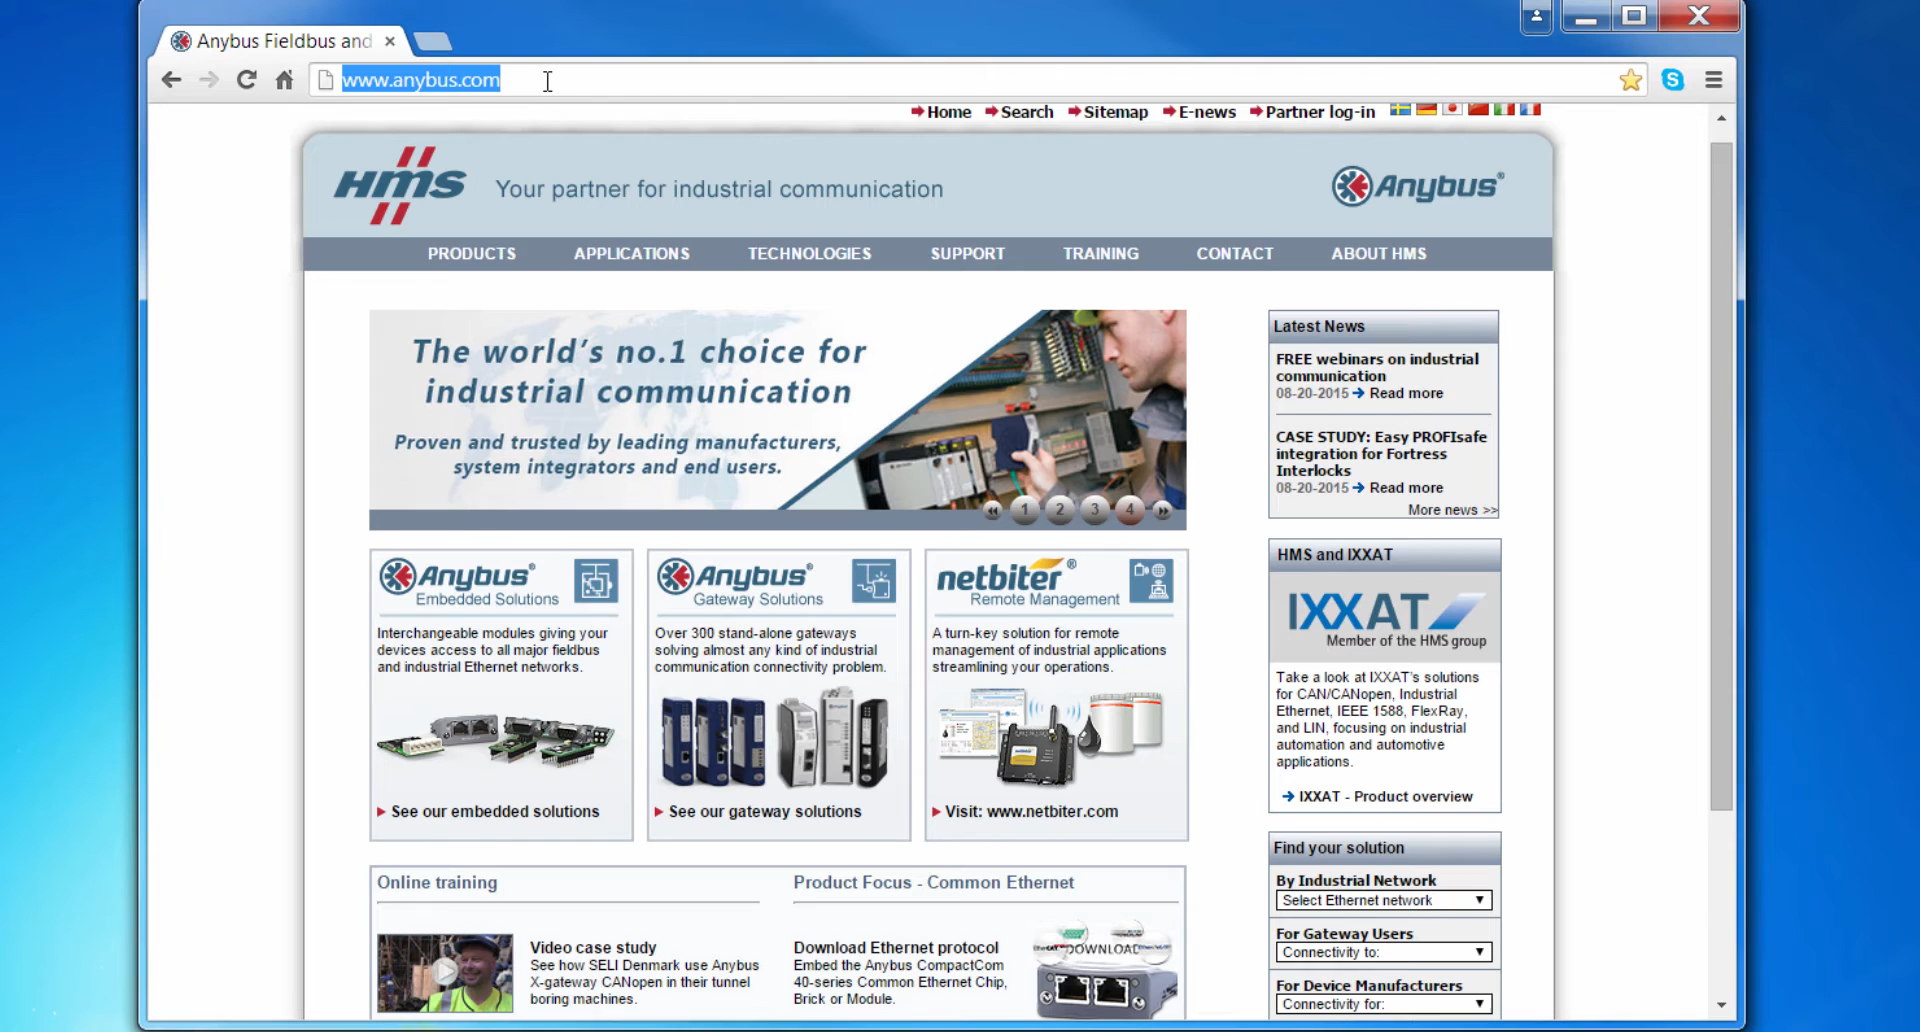 Anybus Fieldbus and
www.anybus.com
Home Search Sitemap E-news Partner log-in
HMS Your partner for industrial communication Anybus®
PRODUCTS APPLICATIONS TECHNOLOGIES SUPPORT TRAINING CONTACT ABOUT HMS
The world's no.1 choice for
industrial communication
Proven and trusted by leading manufacturers,
system integrators and end users.
1 2 3 4
Latest News
FREE webinars on industrial
communication
08-20-2015 Read more
CASE STUDY: Easy PROFIsafe
integration for Fortress
Interlocks
08-20-2015 Read more
More news >>
Anybus®
Embedded Solutions
Interchangeable modules giving your
devices access to all major fieldbus
and industrial Ethernet networks.
See our embedded solutions
Anybus®
Gateway Solutions
Over 300 stand-alone gateways
solving almost any kind of industrial
communication connectivity problem.
See our gateway solutions
netbiter®
Remote Management
A turn-key solution for remote
management of industrial applications
streamlining your operations.
netbiter
Visit: www.netbiter.com
HMS and IXXAT
IXXAT
Member of the HMS group
Take a look at IXXAT's solutions
for CAN/CANopen, Industrial
Ethernet, IEEE 1588, FlexRay,
and LIN, focusing on industrial
automation and automotive
applications.
IXXAT - Product overview
Online training
Video case study
See how SELI Denmark use Anybus
X-gateway CANopen in their tunnel
boring machines.
Product Focus - Common Ethernet
Download Ethernet protocol
Embed the Anybus CompactCom
40-series Common Ethernet Chip,
Brick or Module.
DOWNLOAD
Find your solution
By Industrial Network
Select Ethernet network
For Gateway Users
Connectivity to:
For Device Manufacturers
Connectivity for: